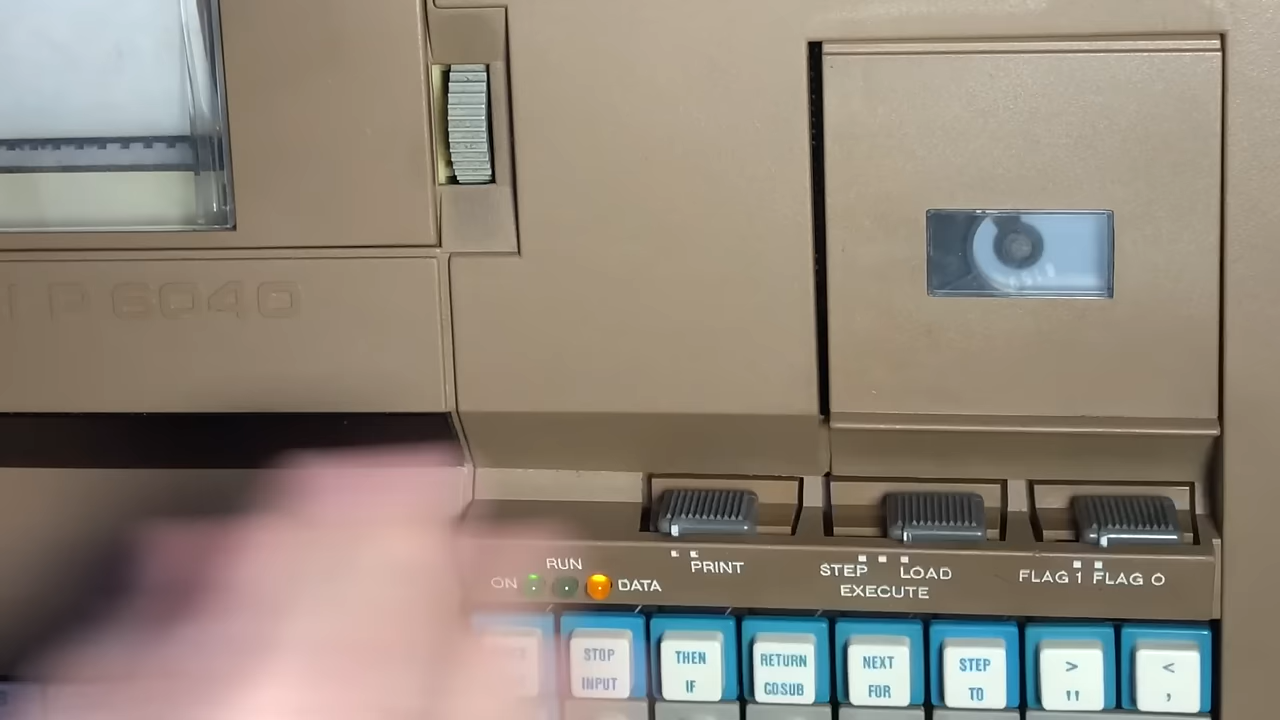 P6040
PRINT
STEP LOAD
EXECUTE
FLAG 1 FLAG 0
RUN
ON DATA
STOP
INPUT
THEN
IF
RETURN
GOSUB
NEXT
FOR
STEP
TO
>
"
<
,